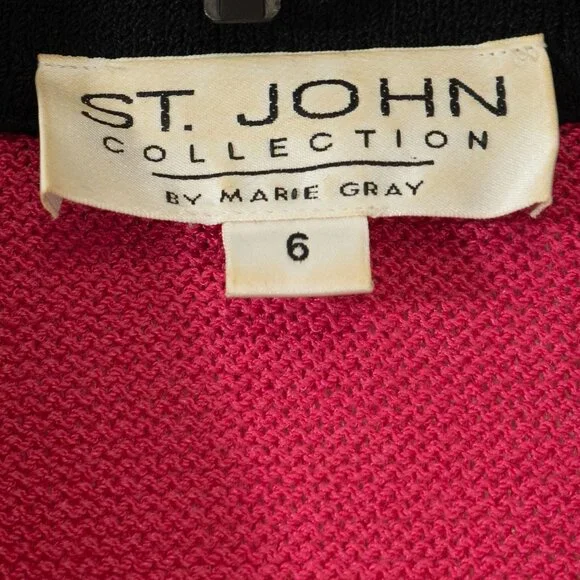 ST. JOHN
COLLECTION
BY MARIE GRAY
6